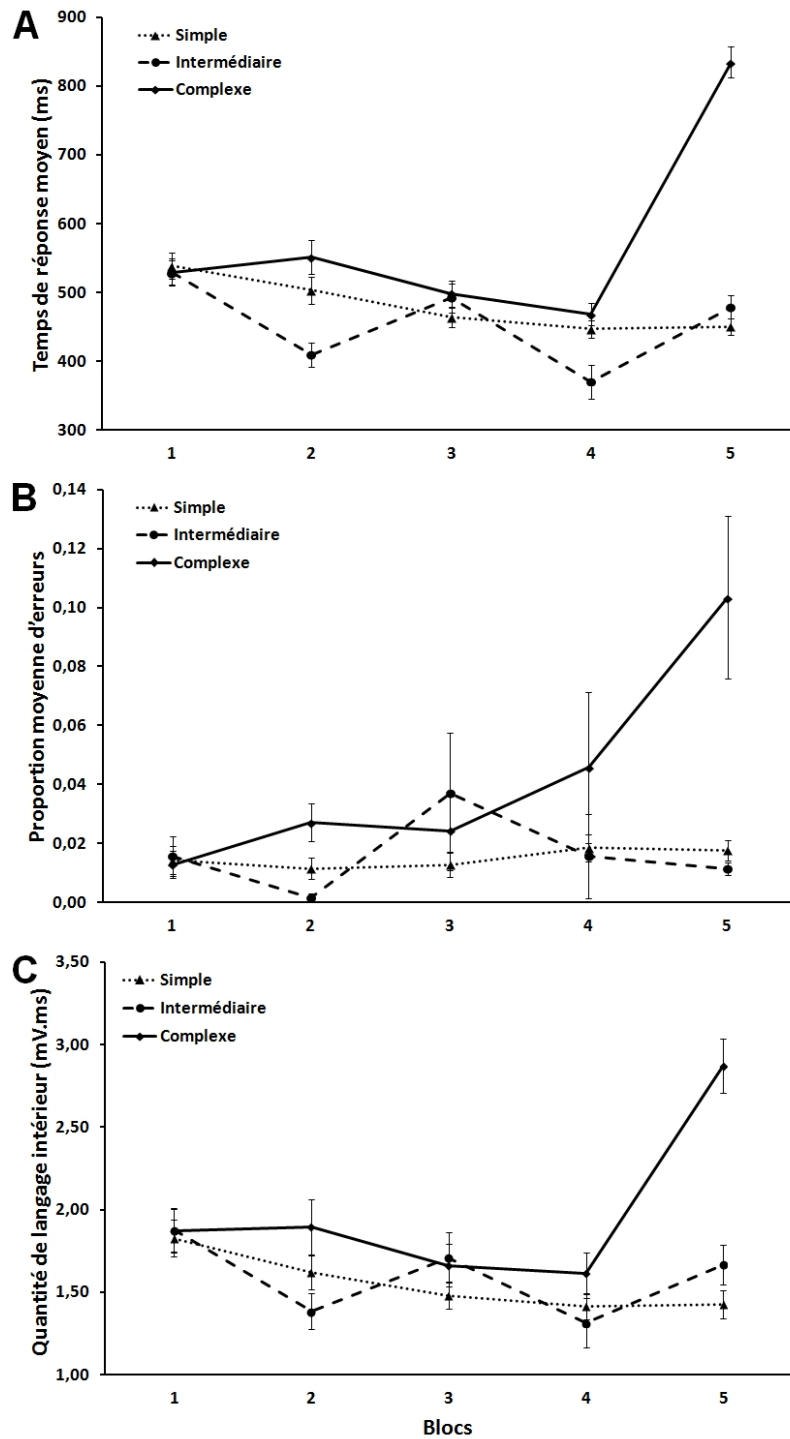 A
Temps de réponse moyen (ms)
900
800
700
600
500
400
300
Simple
Intermédiaire
Complexe
1 2 3 4 5
B
Proportion moyenne d'erreurs
0,14
0,12
0,10
0,08
0,06
0,04
0,02
0,00
Simple
Intermédiaire
Complexe
1 2 3 4 5
C
Quantité de langage intérieur (mV.ms)
3,50
3,00
2,50
2,00
1,50
1,00
Simple
Intermédiaire
Complexe
1 2 3 4 5
Blocs